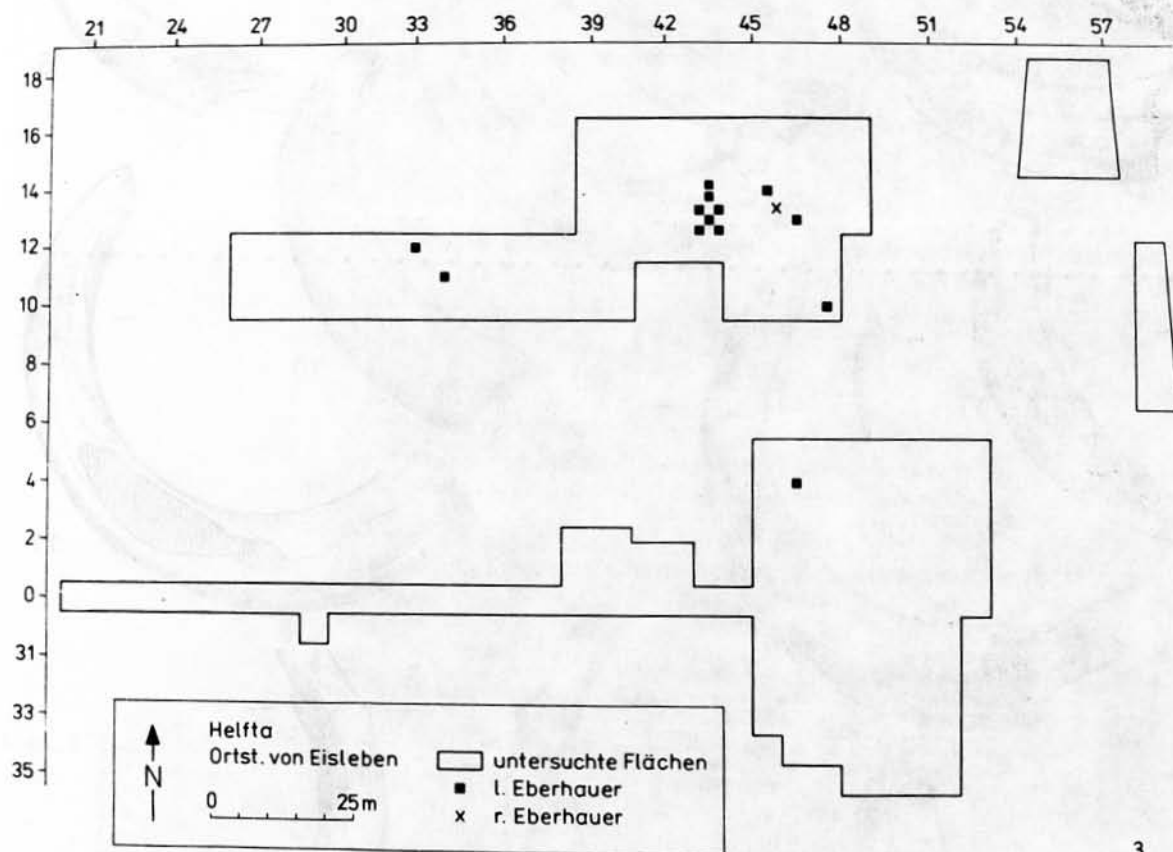 21 24 27 30 33 36 39 42 45 48 51 54 57
18
16
14
12
10
8
6
4
2
0
31
33
35
Helfta
Ortst. von Eisleben
N
0 25m
untersuchte Flächen
l. Eberhauer
x r. Eberhauer
3